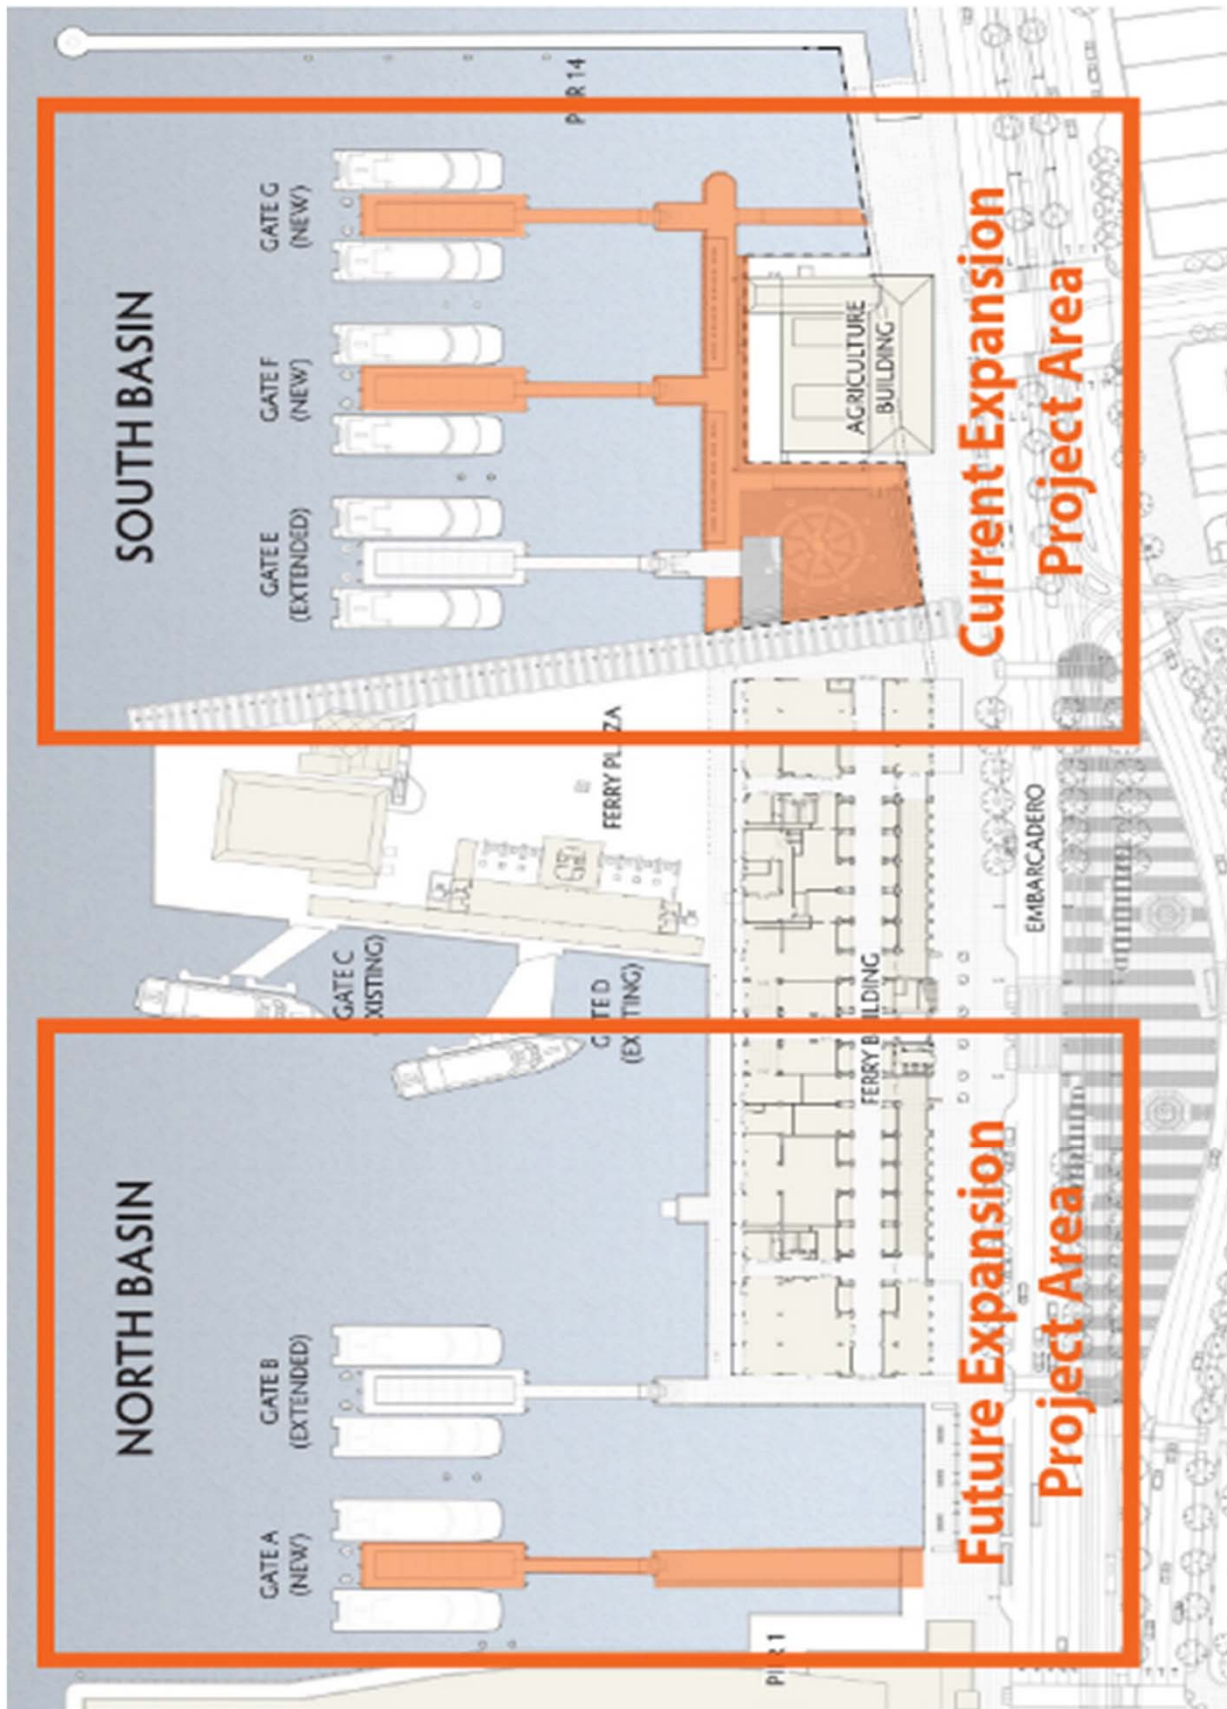 PIER 14
SOUTH BASIN
GATE G
(NEW)
GATE F
(NEW)
GATE E
(EXTENDED)
AGRICULTURE
BUILDING
Current Expansion
Project Area
FERRY PLAZA
EMBARCADERO
GATE C
(EXISTING)
GATE D
(EXISTING)
FERRY BUILDING
NORTH BASIN
GATE B
(EXTENDED)
GATE A
(NEW)
Future Expansion
Project Area
PIER 1